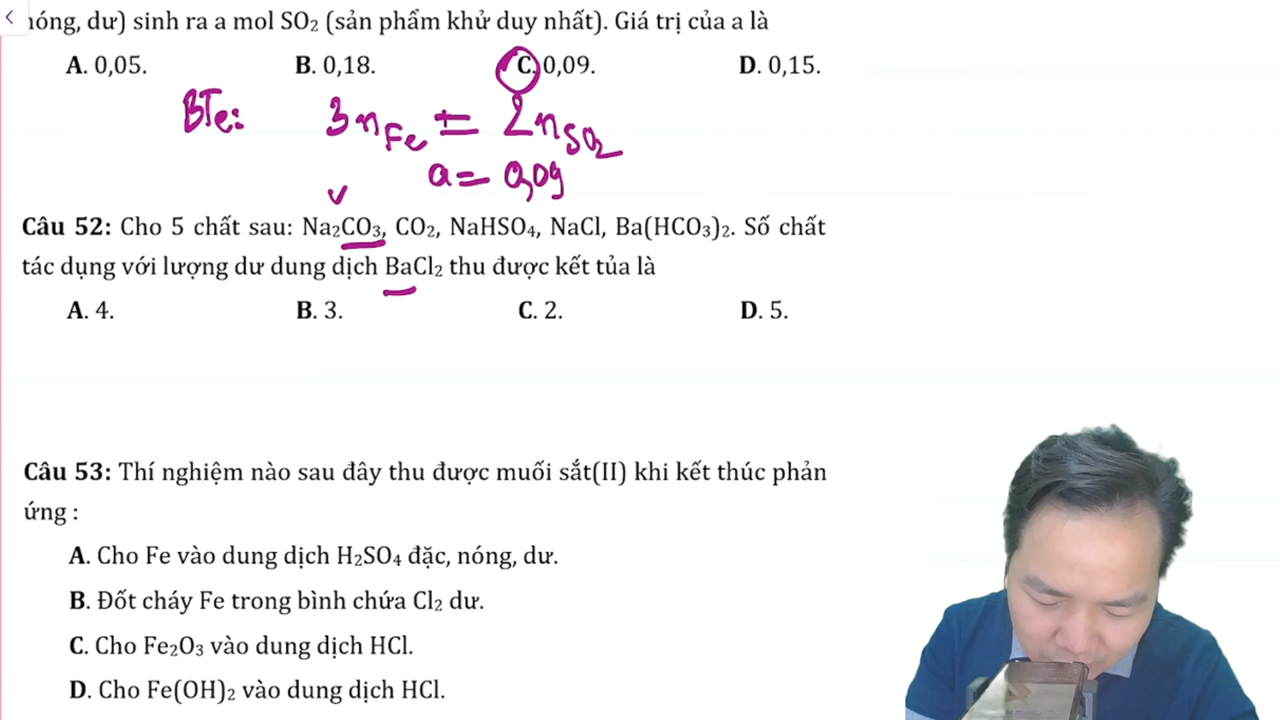 nóng, dư) sinh ra a mol SO₂ (sản phẩm khử duy nhất). Giá trị của a là
A. 0,05. B. 0,18. C. 0,09. D. 0,15.
BTe: 3n_Fe = 2n_SO₂
a = 0,09
Câu 52: Cho 5 chất sau: Na₂CO₃, CO₂, NaHSO₄, NaCl, Ba(HCO₃)₂. Số chất
tác dụng với lượng dư dung dịch BaCl₂ thu được kết tủa là
A. 4. B. 3. C. 2. D. 5.
Câu 53: Thí nghiệm nào sau đây thu được muối sắt(II) khi kết thúc phản
ứng :
A. Cho Fe vào dung dịch H₂SO₄ đặc, nóng, dư.
B. Đốt cháy Fe trong bình chứa Cl₂ dư.
C. Cho Fe₂O₃ vào dung dịch HCl.
D. Cho Fe(OH)₂ vào dung dịch HCl.